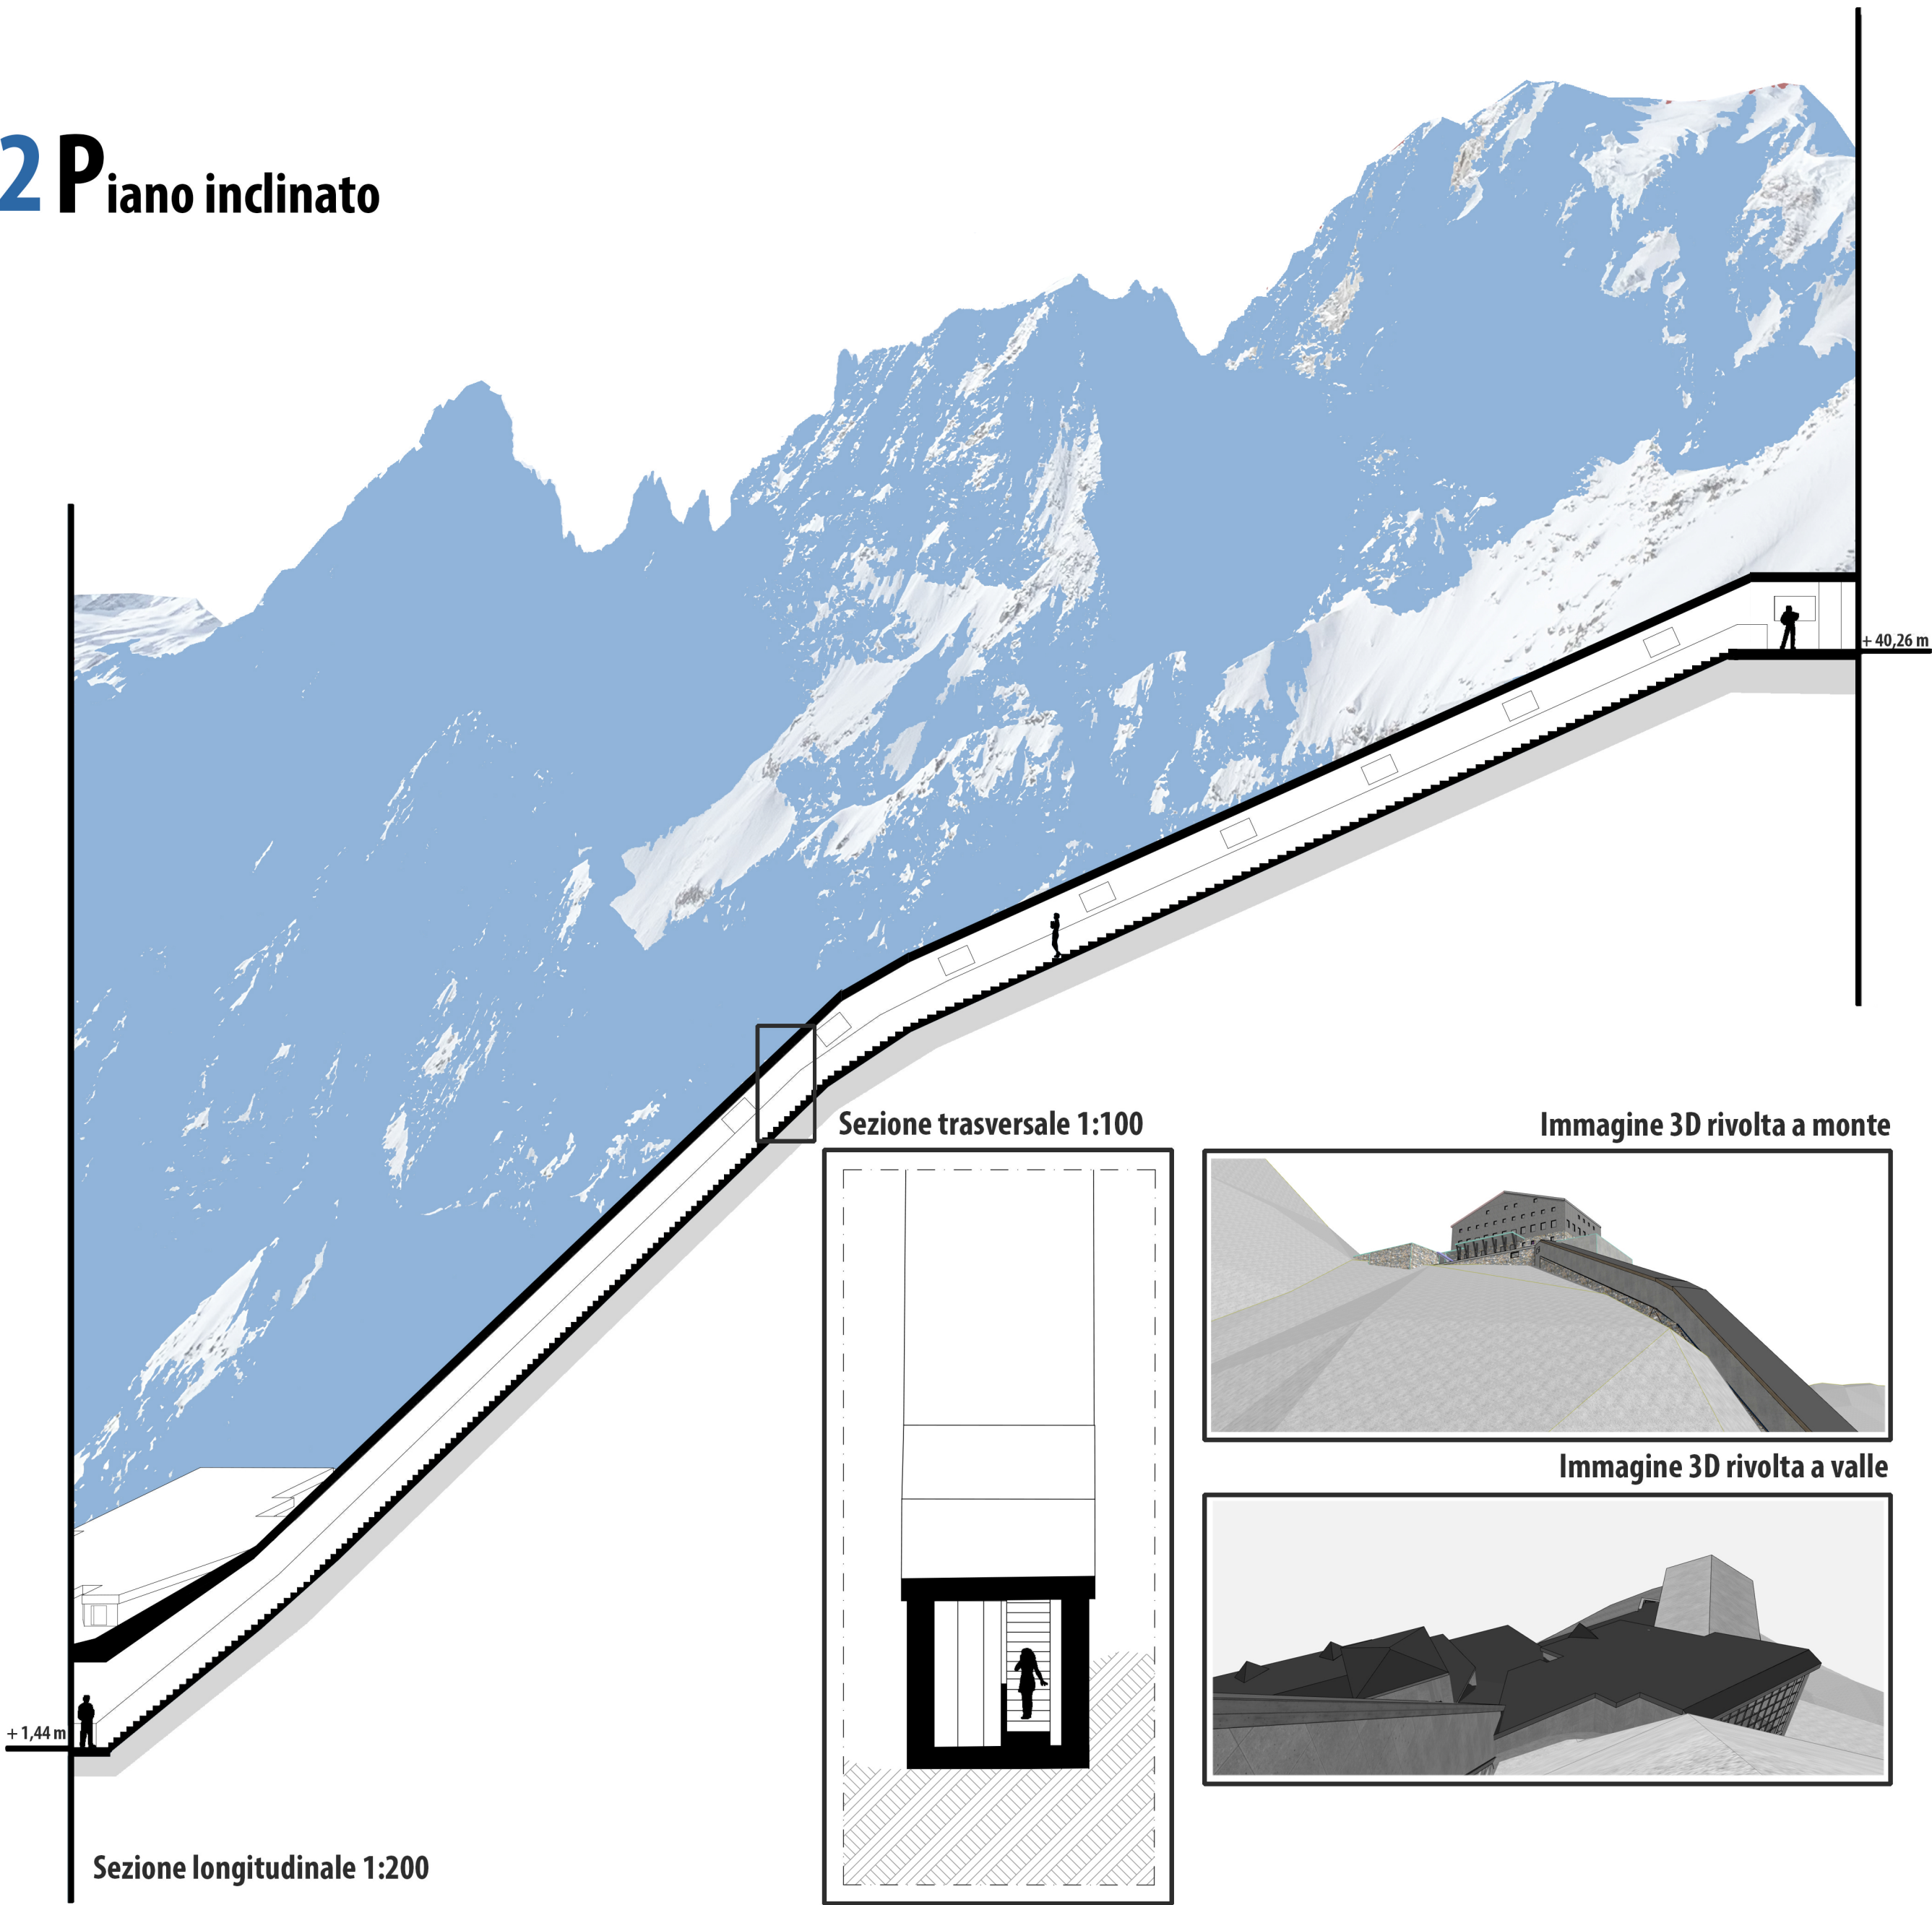 2 Piano inclinato
+ 40,26 m
Sezione trasversale 1:100
Immagine 3D rivolta a monte
Immagine 3D rivolta a valle
+ 1,44 m
Sezione longitudinale 1:200